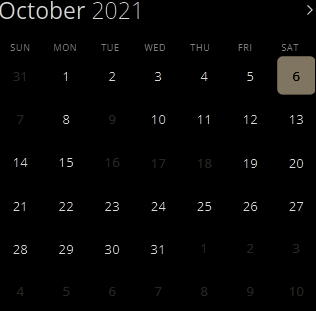 October 2021
SUN MON TUE WED THU FRI SAT
31 1 2 3 4 5 6
7 8 9 10 11 12 13
14 15 16 17 18 19 20
21 22 23 24 25 26 27
28 29 30 31 1 2 3
4 5 6 7 8 9 10